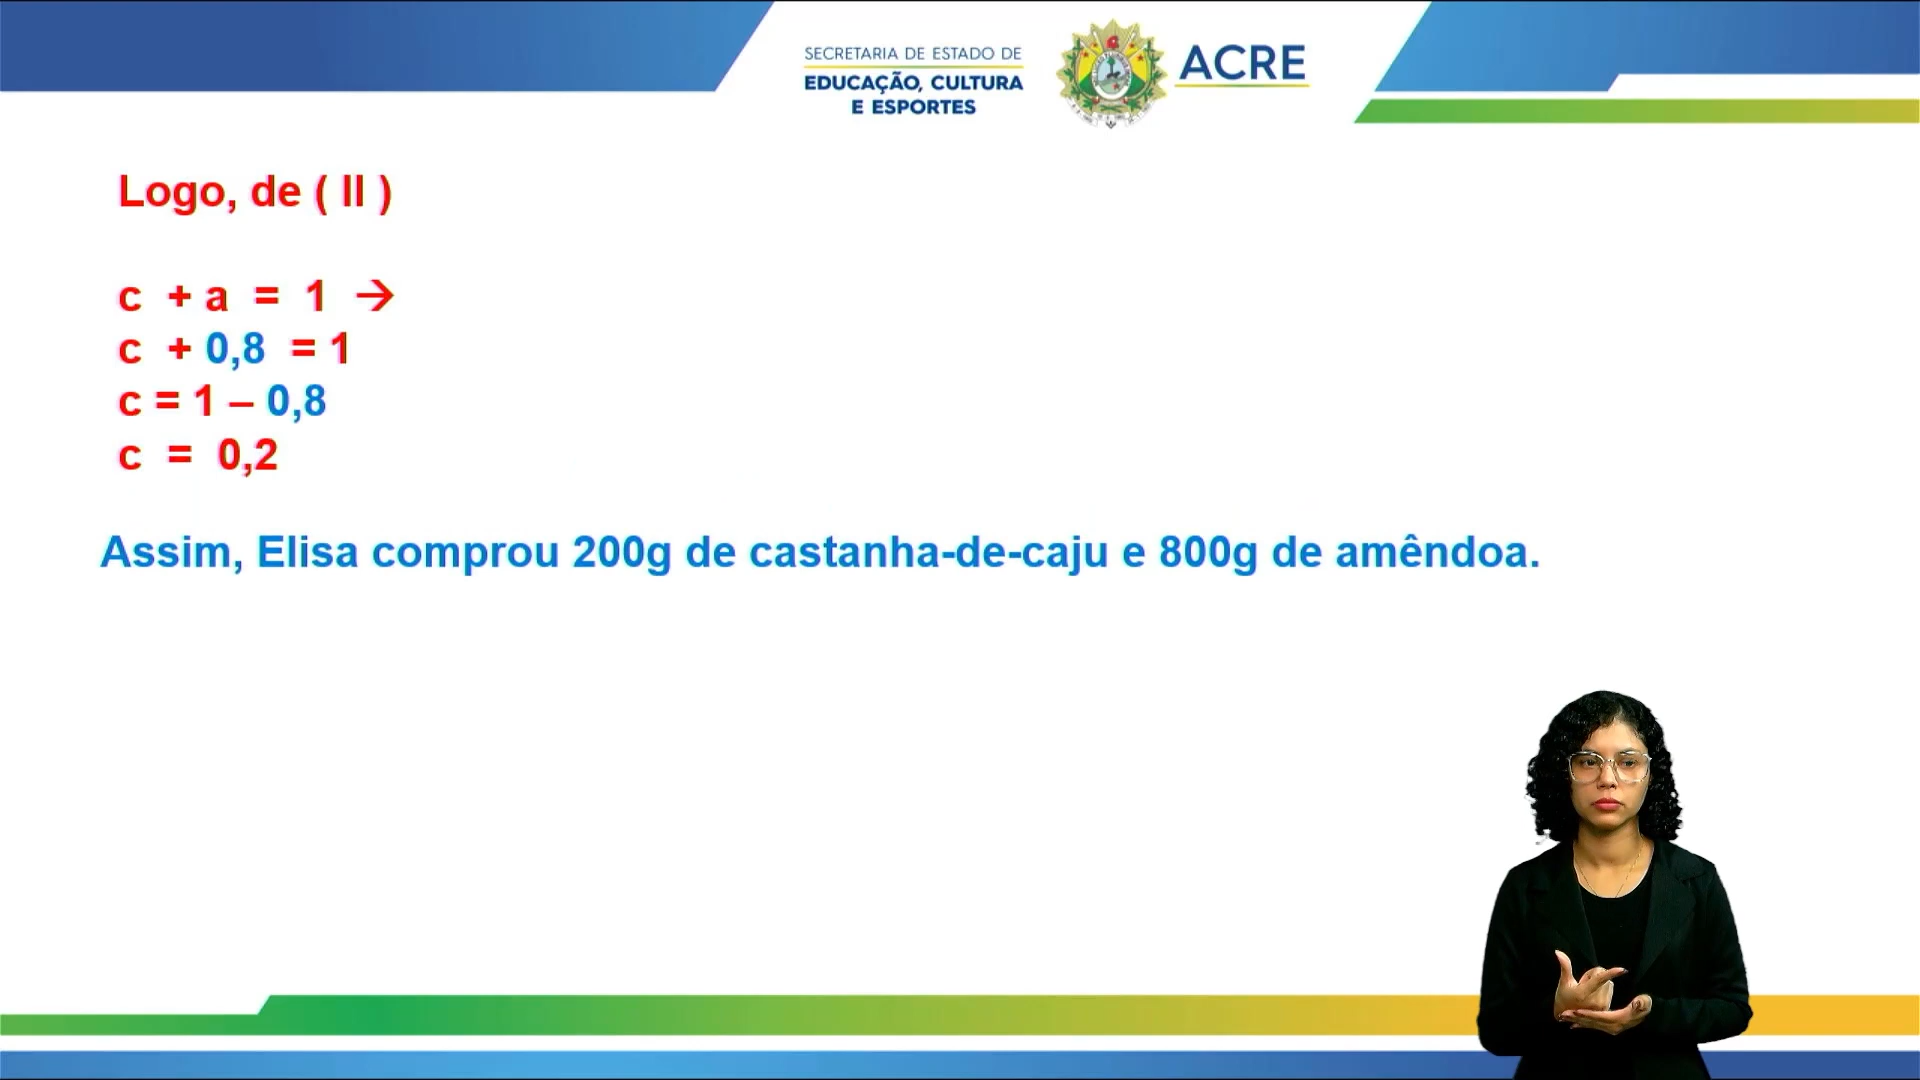 SECRETARIA DE ESTADO DE
EDUCAÇÃO, CULTURA
E ESPORTES
ACRE
Logo, de ( II )
c + a = 1 →
c + 0,8 = 1
c = 1 – 0,8
c = 0,2
Assim, Elisa comprou 200g de castanha-de-caju e 800g de amêndoa.